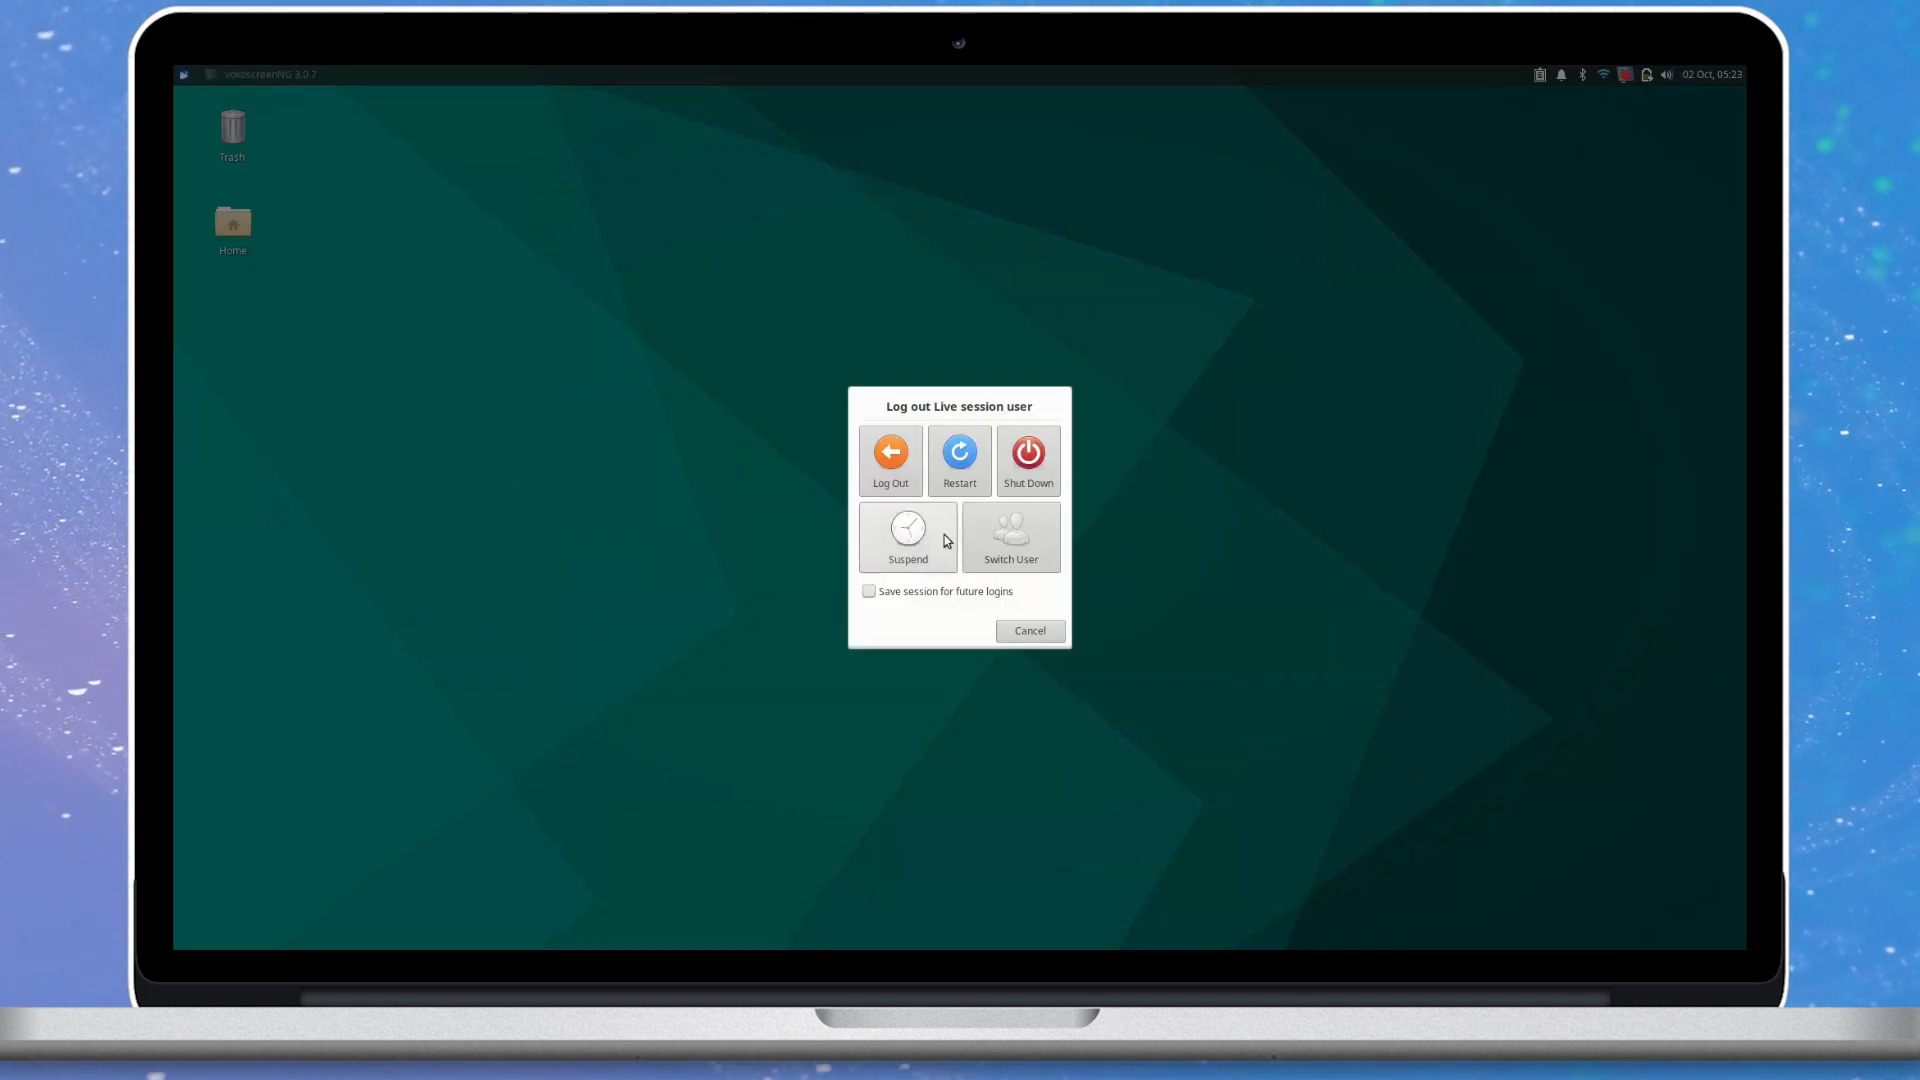 vokoscreenNG 3.0.7
02 Oct, 05:23
Trash
Home
Log out Live session user
Log Out
Restart
Shut Down
Suspend
Switch User
Save session for future logins
Cancel